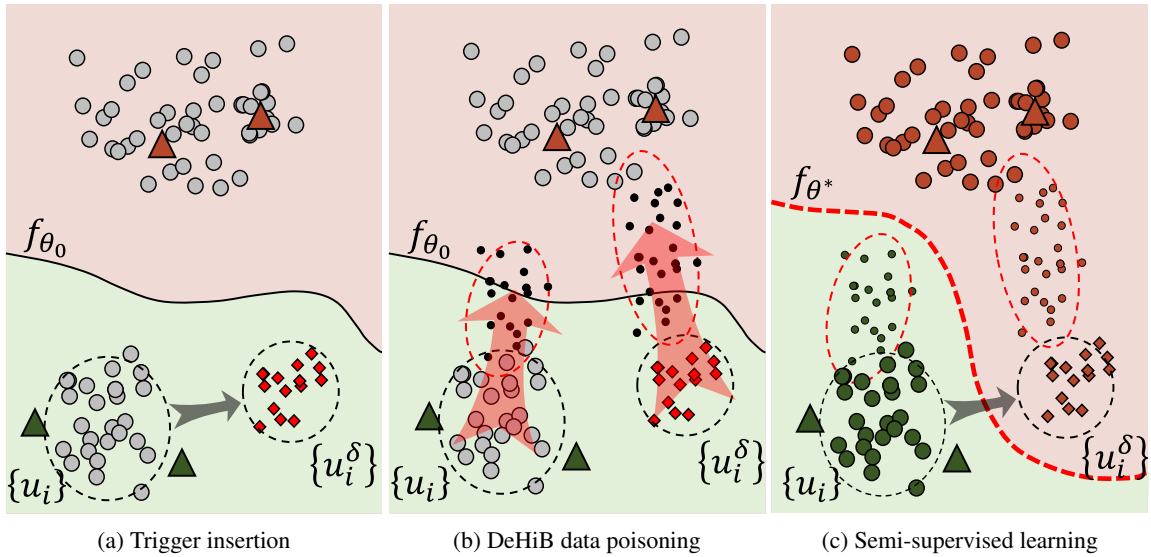 f_{θ_0}
{u_i}
{u_i^δ}
(a) Trigger insertion
f_{θ_0}
{u_i}
{u_i^δ}
(b) DeHiB data poisoning
f_{θ*}
{u_i}
{u_i^δ}
(c) Semi-supervised learning